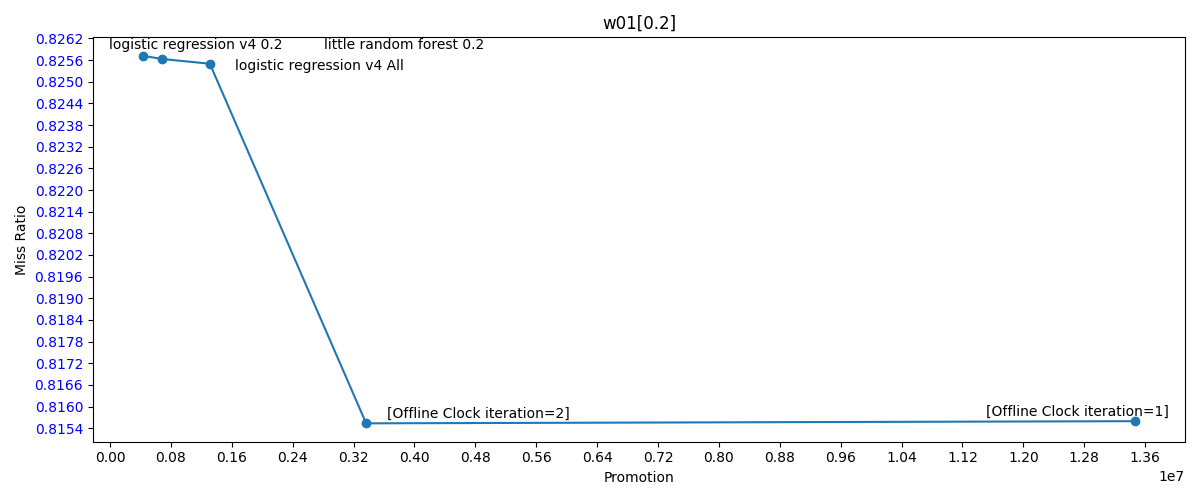 w01[0.2]
0.8262
0.8256
0.8250
0.8244
0.8238
0.8232
0.8226
0.8220
0.8214
0.8208
0.8202
0.8196
0.8190
0.8184
0.8178
0.8172
0.8166
0.8160
0.8154
Miss Ratio
logistic regression v4 0.2
little random forest 0.2
logistic regression v4 All
[Offline Clock iteration=2]
[Offline Clock iteration=1]
0.00 0.08 0.16 0.24 0.32 0.40 0.48 0.56 0.64 0.72 0.80 0.88 0.96 1.04 1.12 1.20 1.28 1.36
1e7
Promotion